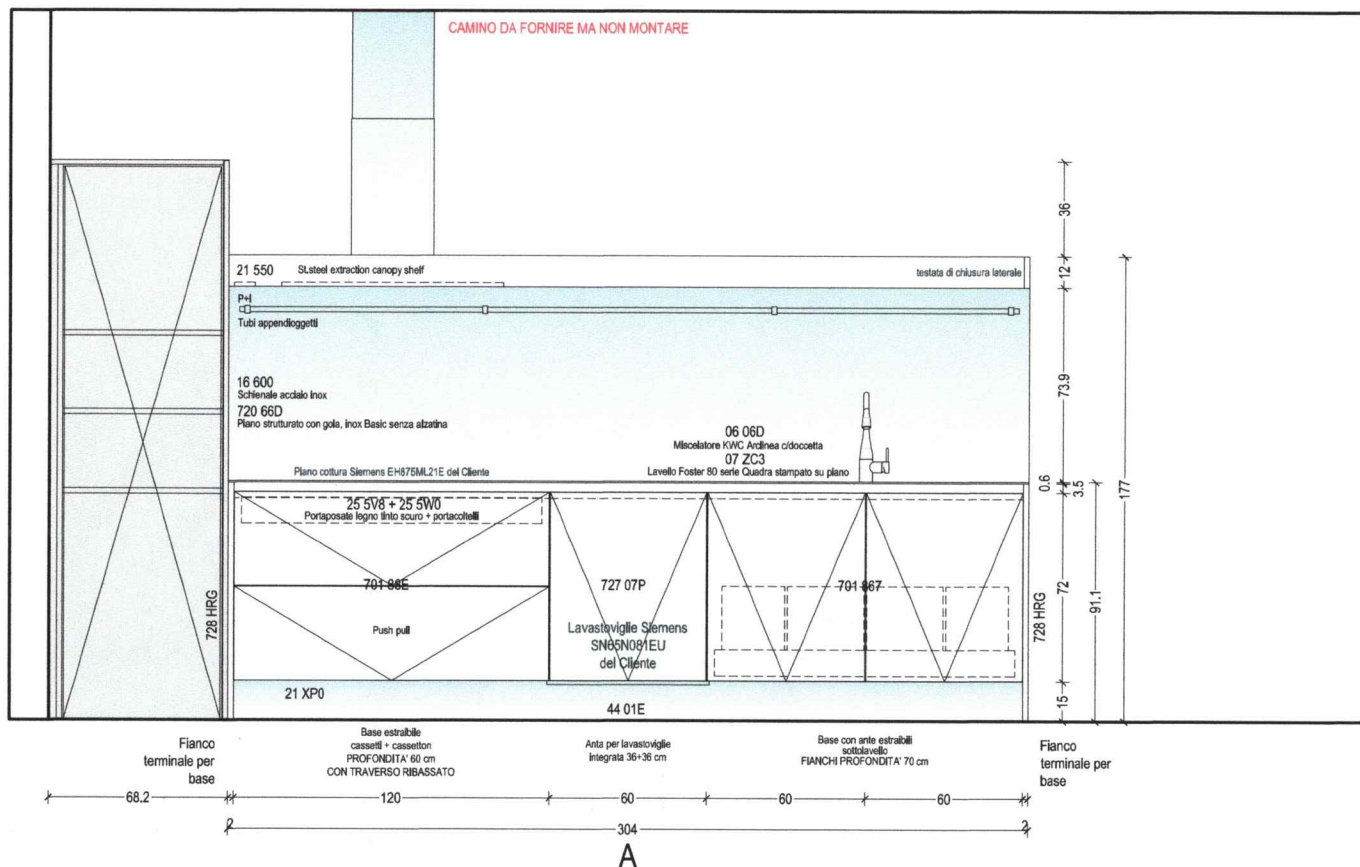 CAMINO DA FORNIRE MA NON MONTARE
36
21 550 St.steel extraction canopy shelf
testata di chiusura laterale
12
P+I
Tubi appendioggetti
16 600
Schienale acciaio inox
720 66D
Piano strutturato con gola, inox Basic senza alzatina
73.9
177
06 06D
Miscelatore KWC Arclinea c/doccetta
07 ZC3
Lavello Foster 80 serie Quadra stampato su piano
Piano cottura Siemens EH875ML21E del Cliente
0.6
3.5
25 5V8 + 25 5W0
Portaposate legno tinto scuro + portacoltelli
701 88E
727 07P
701 867
72
91.1
728 HRG
728 HRG
Push pull
Lavastoviglie Siemens
SN65N081EU
del Cliente
21 XP0
44 01E
15
Fianco
terminale per
base
Base estraibile
cassetti + cassetton
PROFONDITA' 60 cm
CON TRAVERSO RIBASSATO
Anta per lavastoviglie
integrata 36+36 cm
Base con ante estraibili
sottolavello
FIANCHI PROFONDITA' 70 cm
Fianco
terminale per
base
68.2
120
60
60
60
2
304
2
A